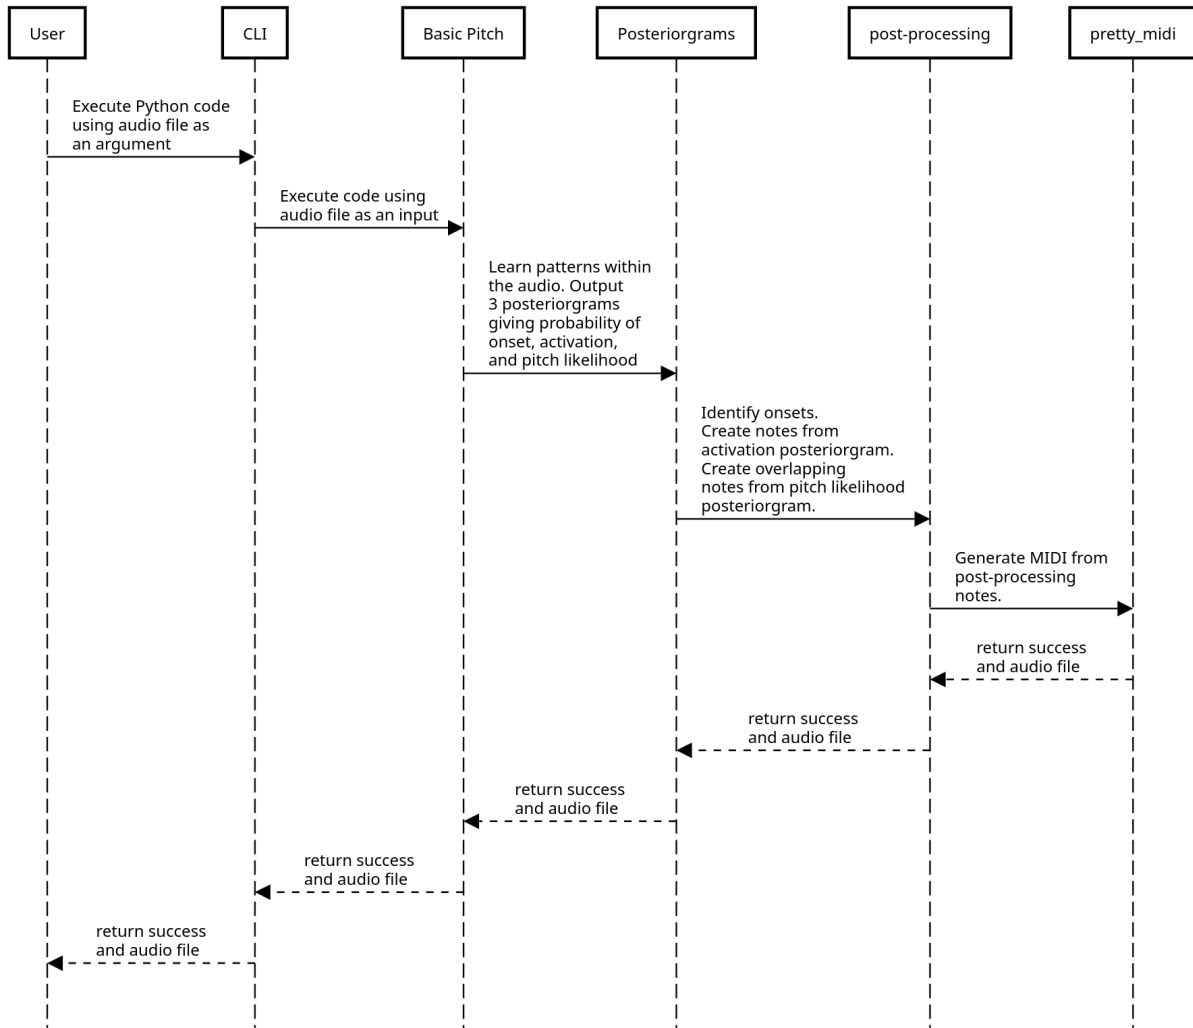 User
CLI
Basic Pitch
Posteriorgrams
post-processing
pretty_midi
Execute Python code
using audio file as
an argument
Execute code using
audio file as an input
Learn patterns within
the audio. Output
3 posteriorgrams
giving probability of
onset, activation,
and pitch likelihood
Identify onsets.
Create notes from
activation posteriorgram.
Create overlapping
notes from pitch likelihood
posteriorgram.
Generate MIDI from
post-processing
notes.
return success
and audio file
return success
and audio file
return success
and audio file
return success
and audio file
return success
and audio file